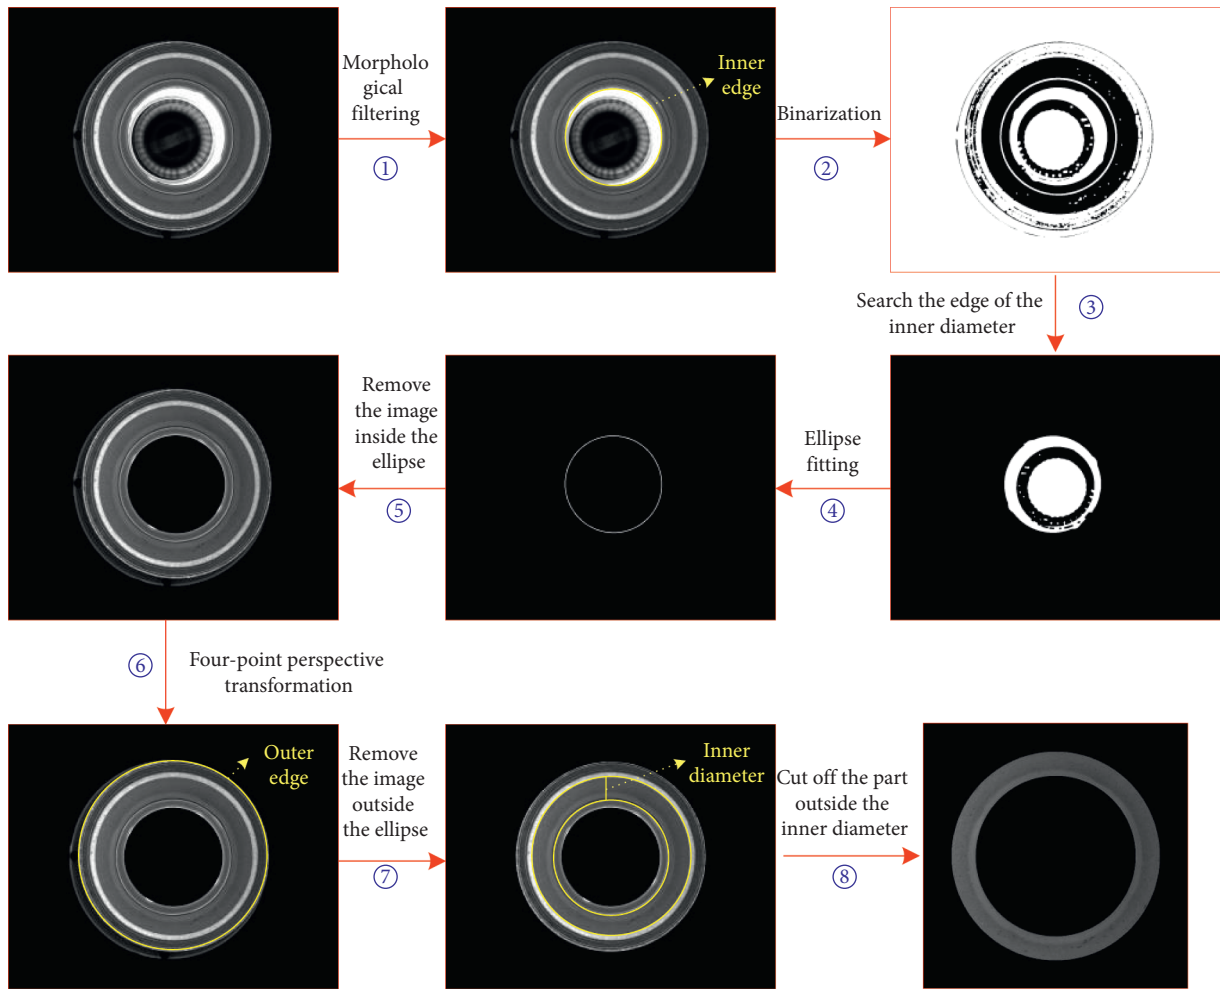 Morpholo
gical
filtering
①
Inner
edge
Binarization
②
Search the edge of the
inner diameter
③
Ellipse
fitting
④
Remove
the image
inside the
ellipse
⑤
⑥
Four-point perspective
transformation
Outer
edge
Remove
the image
outside
the ellipse
⑦
Inner
diameter
Cut off the part
outside the
inner diameter
⑧